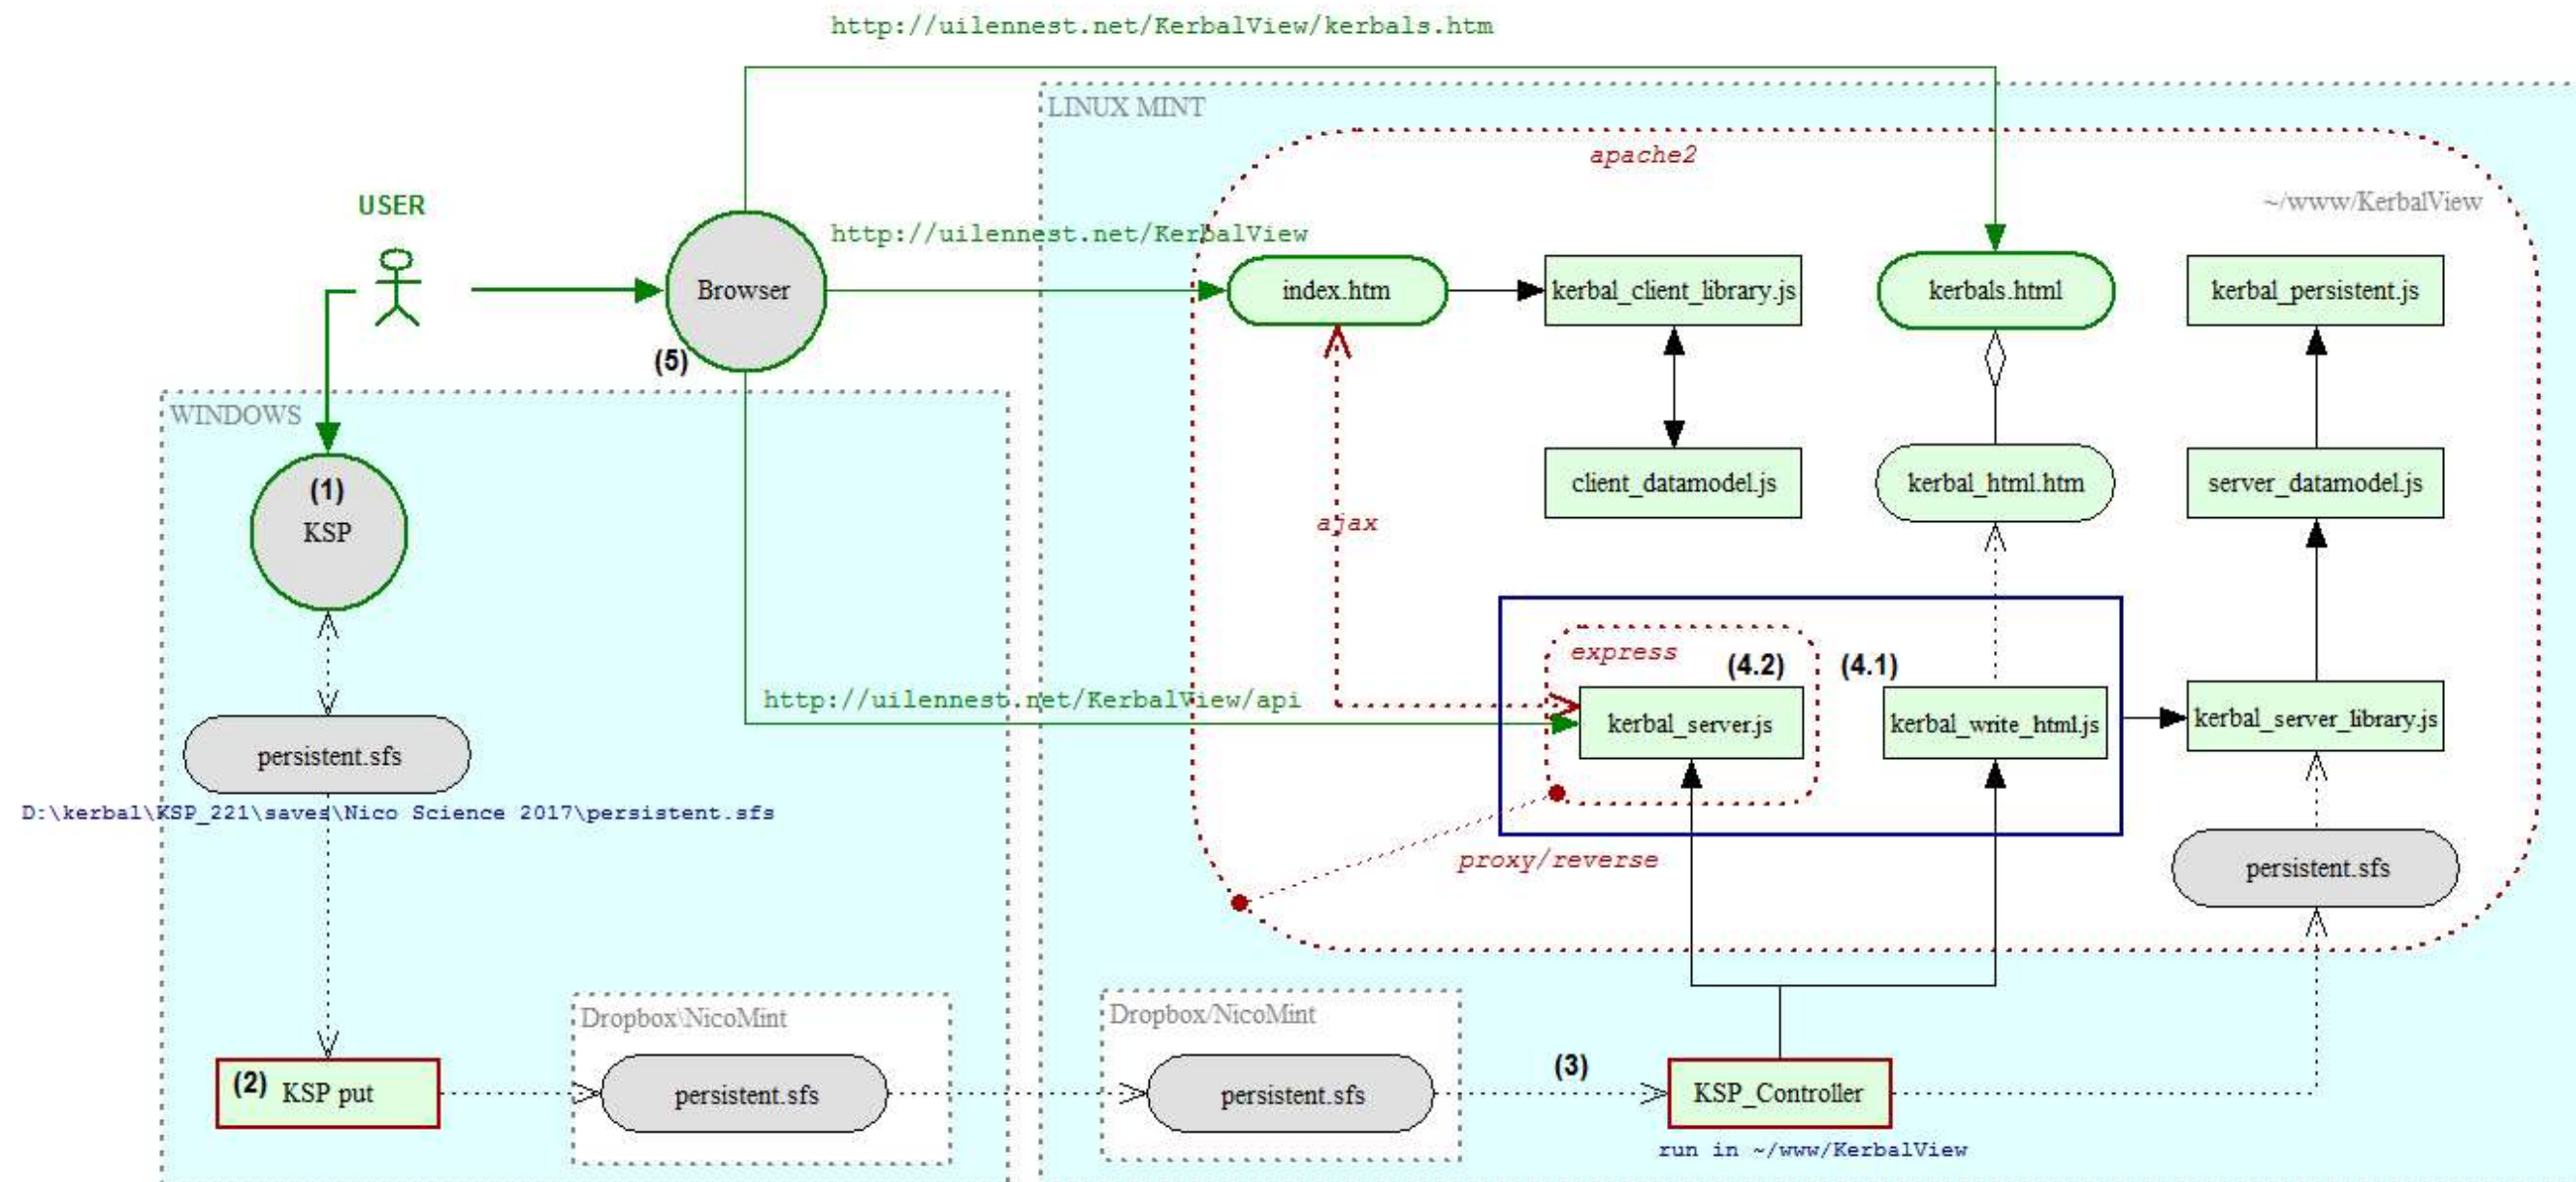 http://uilennest.net/KerbalView/kerbals.htm
LINUX MINT
apache2
USER
~/www/KerbalView
http://uilennest.net/KerbalView
Browser
index.htm
kerbal_client_library.js
kerbals.html
kerbal_persistent.js
(5)
WINDOWS
(1)
KSP
client_datamodel.js
kerbal_html.htm
server_datamodel.js
ajax
express
(4.2)
(4.1)
http://uilennest.net/KerbalView/api
kerbal_server.js
kerbal_write_html.js
kerbal_server_library.js
persistent.sfs
D:\kerbal\KSP_221\saves\Nico Science 2017\persistent.sfs
proxy/reverse
persistent.sfs
Dropbox\NicoMint
Dropbox/NicoMint
(2) KSP put
persistent.sfs
persistent.sfs
(3)
KSP_Controller
run in ~/www/KerbalView